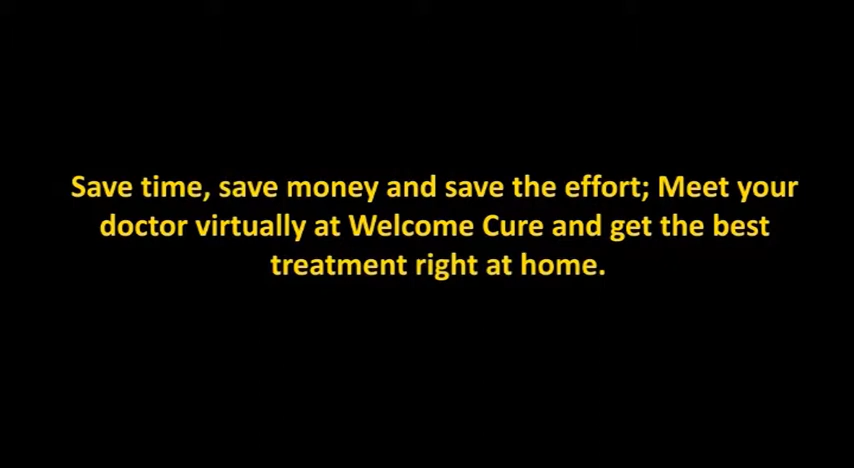 Save time, save money and save the effort; Meet your
doctor virtually at Welcome Cure and get the best
treatment right at home.